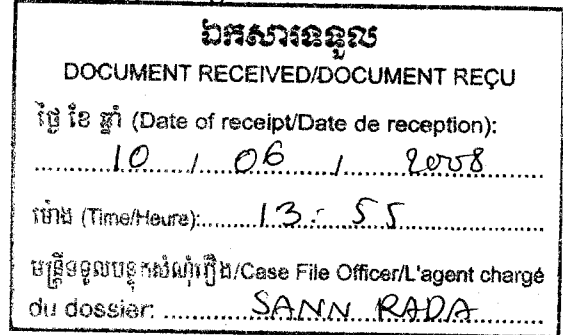 ឯកសារទទួល
DOCUMENT RECEIVED/DOCUMENT REÇU
ថ្ងៃ ខែ ឆ្នាំ (Date of receipt/Date de reception):
10 / 06 / 2008
ម៉ោង (Time/Heure): 13: 55
មន្ត្រីទទួលបន្ទុកសំណុំរឿង/Case File Officer/L'agent chargé
du dossier: SANN RADA